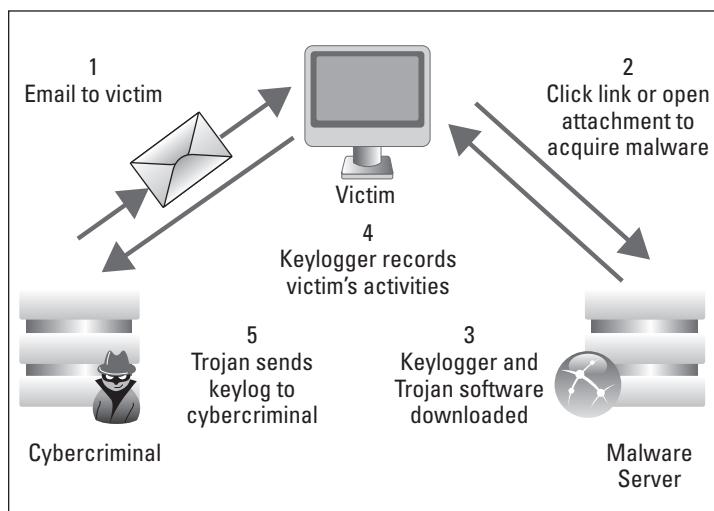 1
Email to victim
2
Click link or open
attachment to
acquire malware
Victim
4
Keylogger records
victim's activities
5
Trojan sends
keylog to
cybercriminal
3
Keylogger and
Trojan software
downloaded
Cybercriminal
Malware
Server